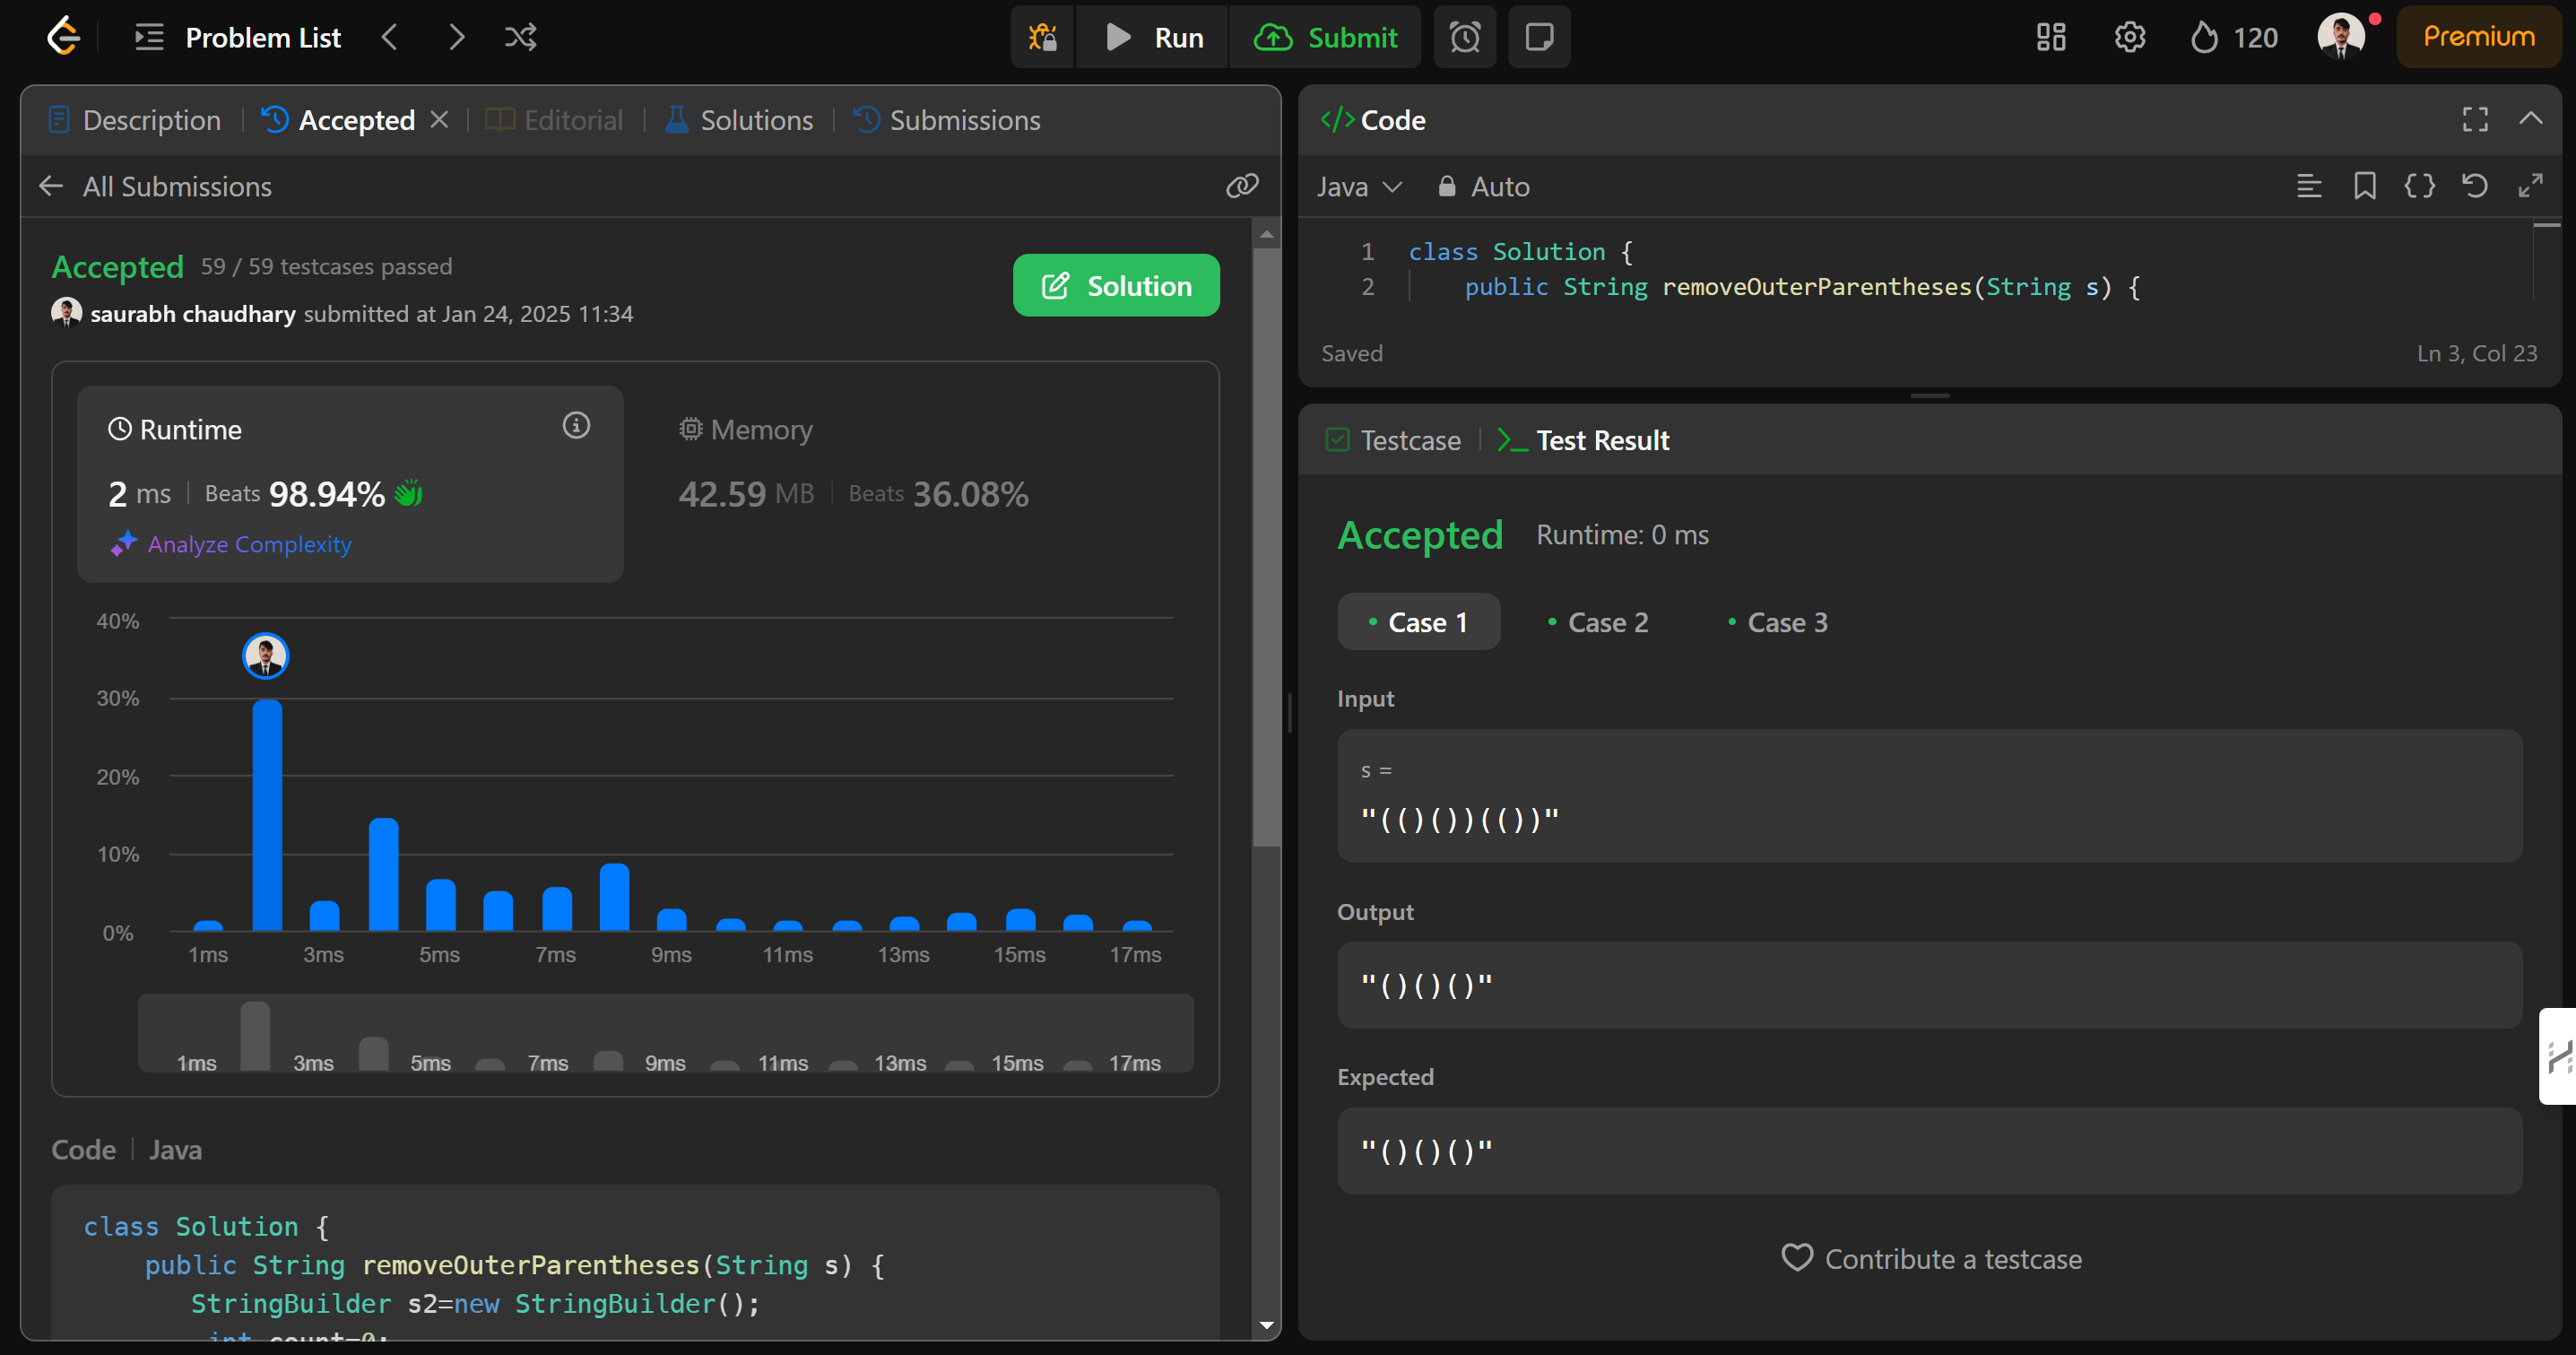 Problem List
Run
Submit
120
Premium
Description
Accepted
Editorial
Solutions
Submissions
All Submissions
Accepted 59 / 59 testcases passed
saurabh chaudhary submitted at Jan 24, 2025 11:34
Solution
Runtime
2 ms Beats 98.94%
Analyze Complexity
Memory
42.59 MB Beats 36.08%
40%
30%
20%
10%
0%
1ms 3ms 5ms 7ms 9ms 11ms 13ms 15ms 17ms
1ms 3ms 5ms 7ms 9ms 11ms 13ms 15ms 17ms
Code Java
class Solution {
public String removeOuterParentheses(String s) {
StringBuilder s2=new StringBuilder();
int count=0;
</> Code
Java Auto
1 class Solution {
2 public String removeOuterParentheses(String s) {
Saved Ln 3, Col 23
Testcase
Test Result
Accepted Runtime: 0 ms
Case 1
Case 2
Case 3
Input
s =
"(()())(())"
Output
"()()()"
Expected
"()()()"
Contribute a testcase